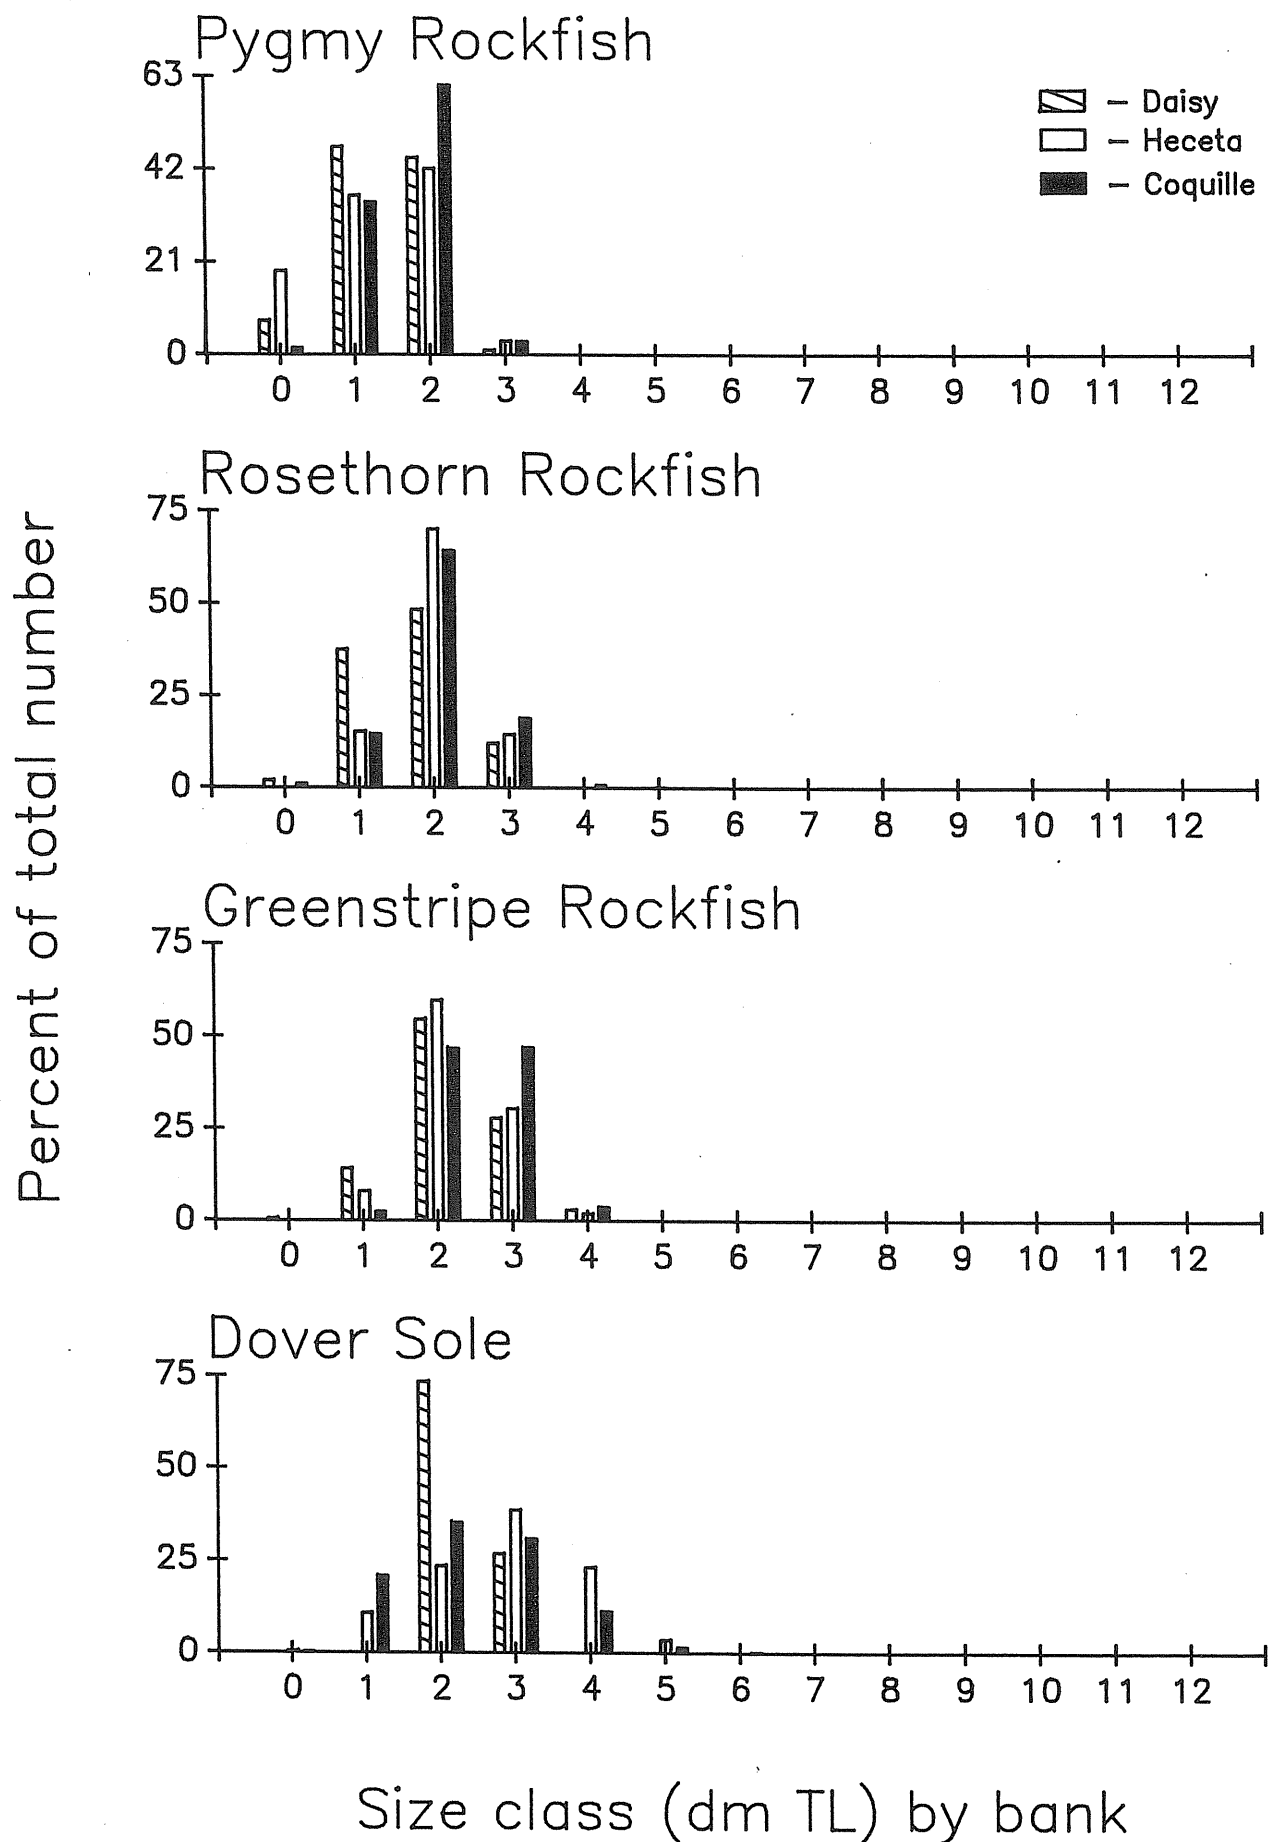 Pygmy Rockfish
63
42
21
0
0 1 2 3 4 5 6 7 8 9 10 11 12
– Daisy
– Heceta
– Coquille
Rosethorn Rockfish
75
50
25
0
0 1 2 3 4 5 6 7 8 9 10 11 12
Percent of total number
Greenstripe Rockfish
75
50
25
0
0 1 2 3 4 5 6 7 8 9 10 11 12
Dover Sole
75
50
25
0
0 1 2 3 4 5 6 7 8 9 10 11 12
Size class (dm TL) by bank